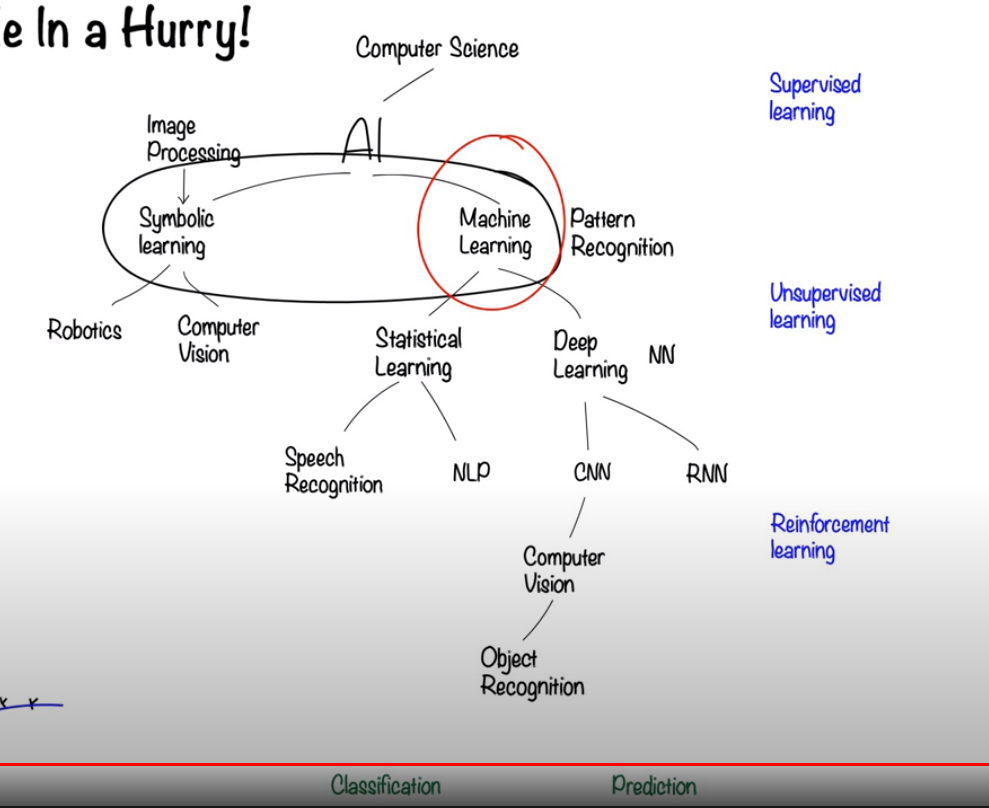 e In a Hurry!
Computer Science
Supervised
learning
AI
Image
Processing
Symbolic
learning
Machine
Learning
Pattern
Recognition
Unsupervised
learning
Robotics
Computer
Vision
Statistical
Learning
Deep
Learning
NN
Speech
Recognition
NLP
CNN
RNN
Reinforcement
learning
Computer
Vision
Object
Recognition
x x
Classification
Prediction